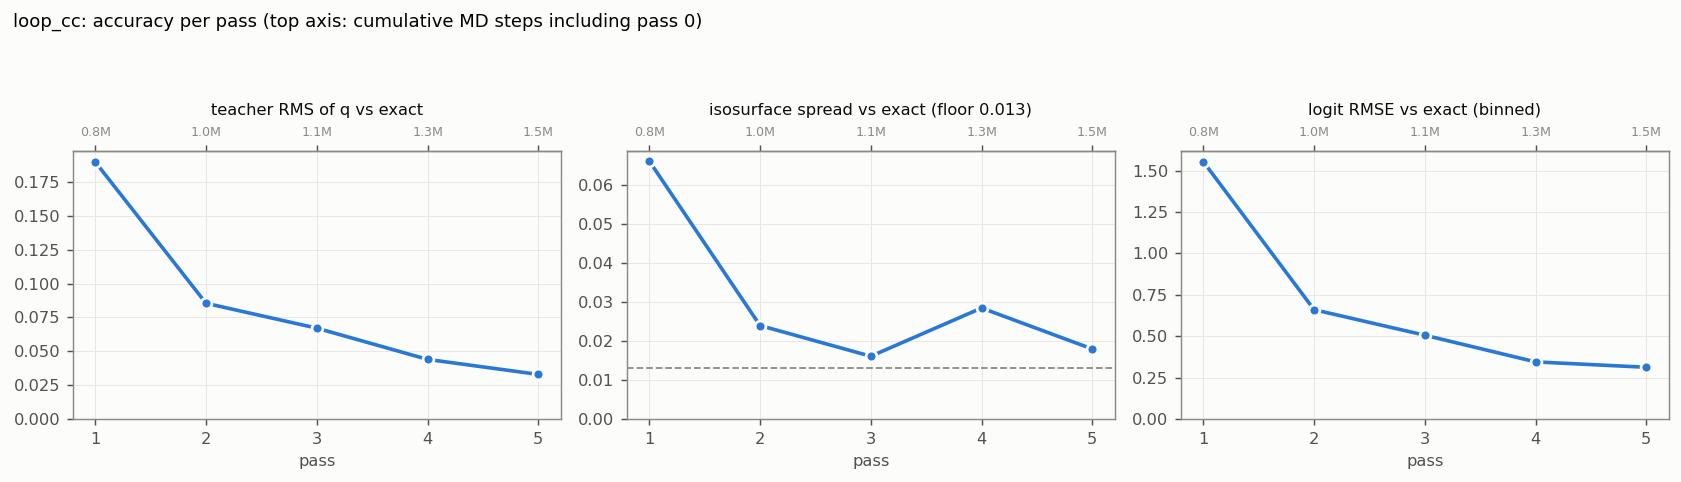 loop_cc: accuracy per pass (top axis: cumulative MD steps including pass 0)
teacher RMS of q vs exact
0.8M 1.0M 1.1M 1.3M 1.5M
0.175
0.150
0.125
0.100
0.075
0.050
0.025
0.000
1 2 3 4 5
pass
isosurface spread vs exact (floor 0.013)
0.8M 1.0M 1.1M 1.3M 1.5M
0.06
0.05
0.04
0.03
0.02
0.01
0.00
1 2 3 4 5
pass
logit RMSE vs exact (binned)
0.8M 1.0M 1.1M 1.3M 1.5M
1.50
1.25
1.00
0.75
0.50
0.25
0.00
1 2 3 4 5
pass